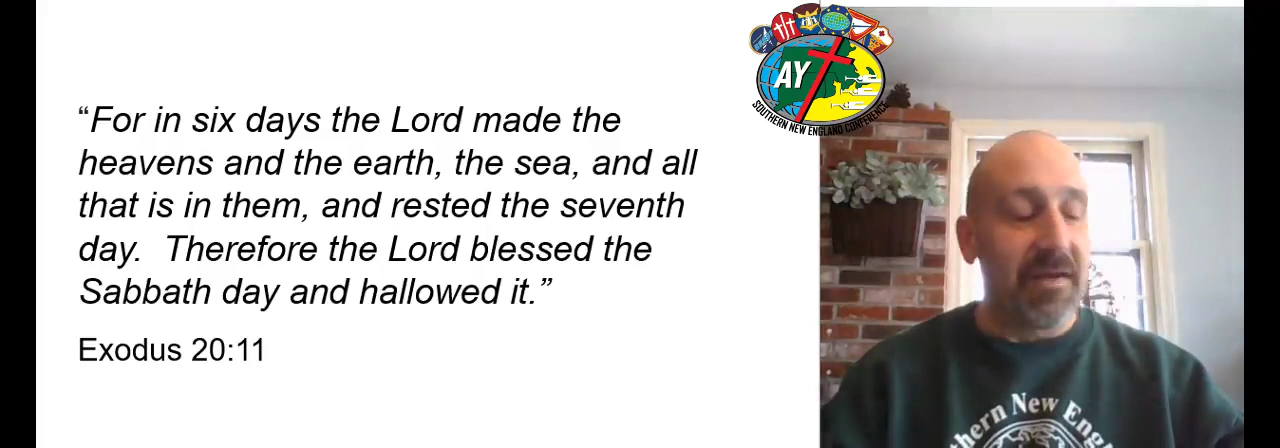 “For in six days the Lord made the
heavens and the earth, the sea, and all
that is in them, and rested the seventh
day.  Therefore the Lord blessed the
Sabbath day and hallowed it.”
Exodus 20:11
AY
SOUTHERN NEW ENGLAND CONFERENCE
hern New Engl